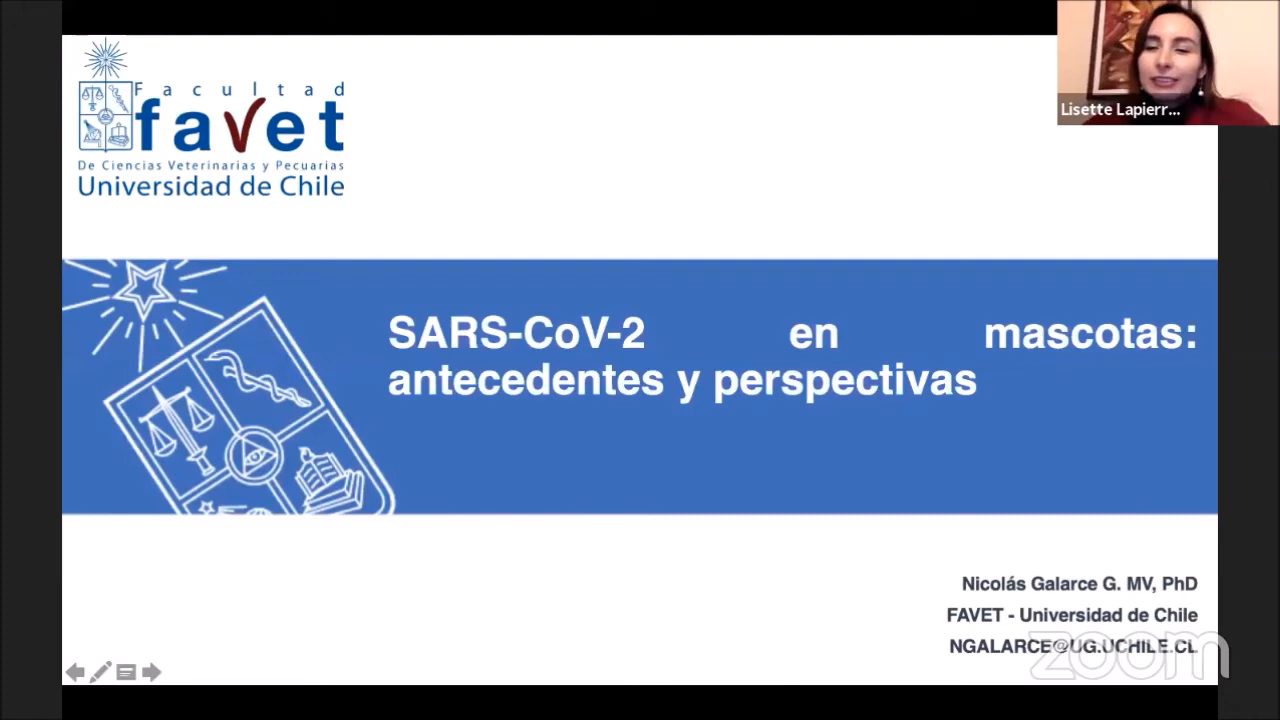 Facultad
favet
De Ciencias Veterinarias y Pecuarias
Universidad de Chile
Lisette Lapierr...
SARS-CoV-2 en mascotas:
antecedentes y perspectivas
Nicolás Galarce G. MV, PhD
FAVET - Universidad de Chile
NGALARCE@UG.UCHILE.CL
zoom